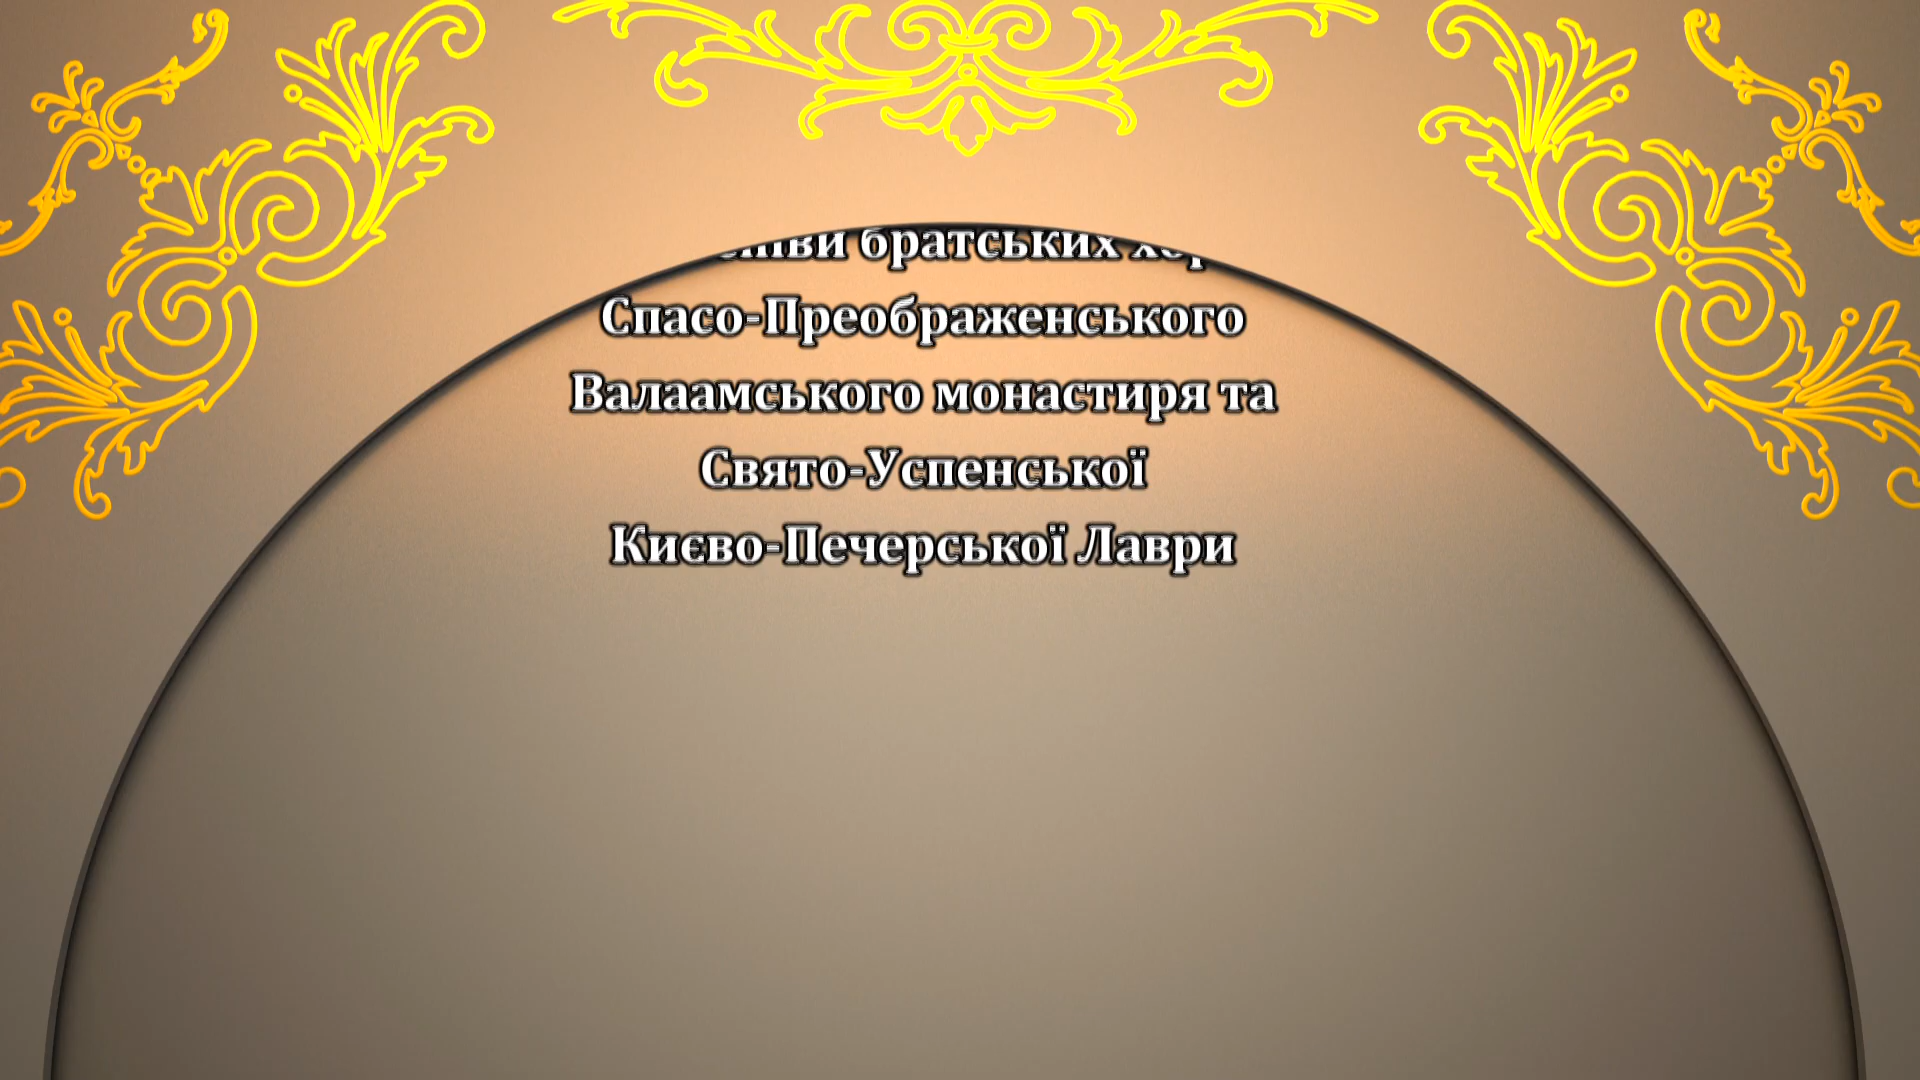 братських
Спасо-Преображенського
Валаамського монастиря та
Свято-Успенської
Києво-Печерської Лаври